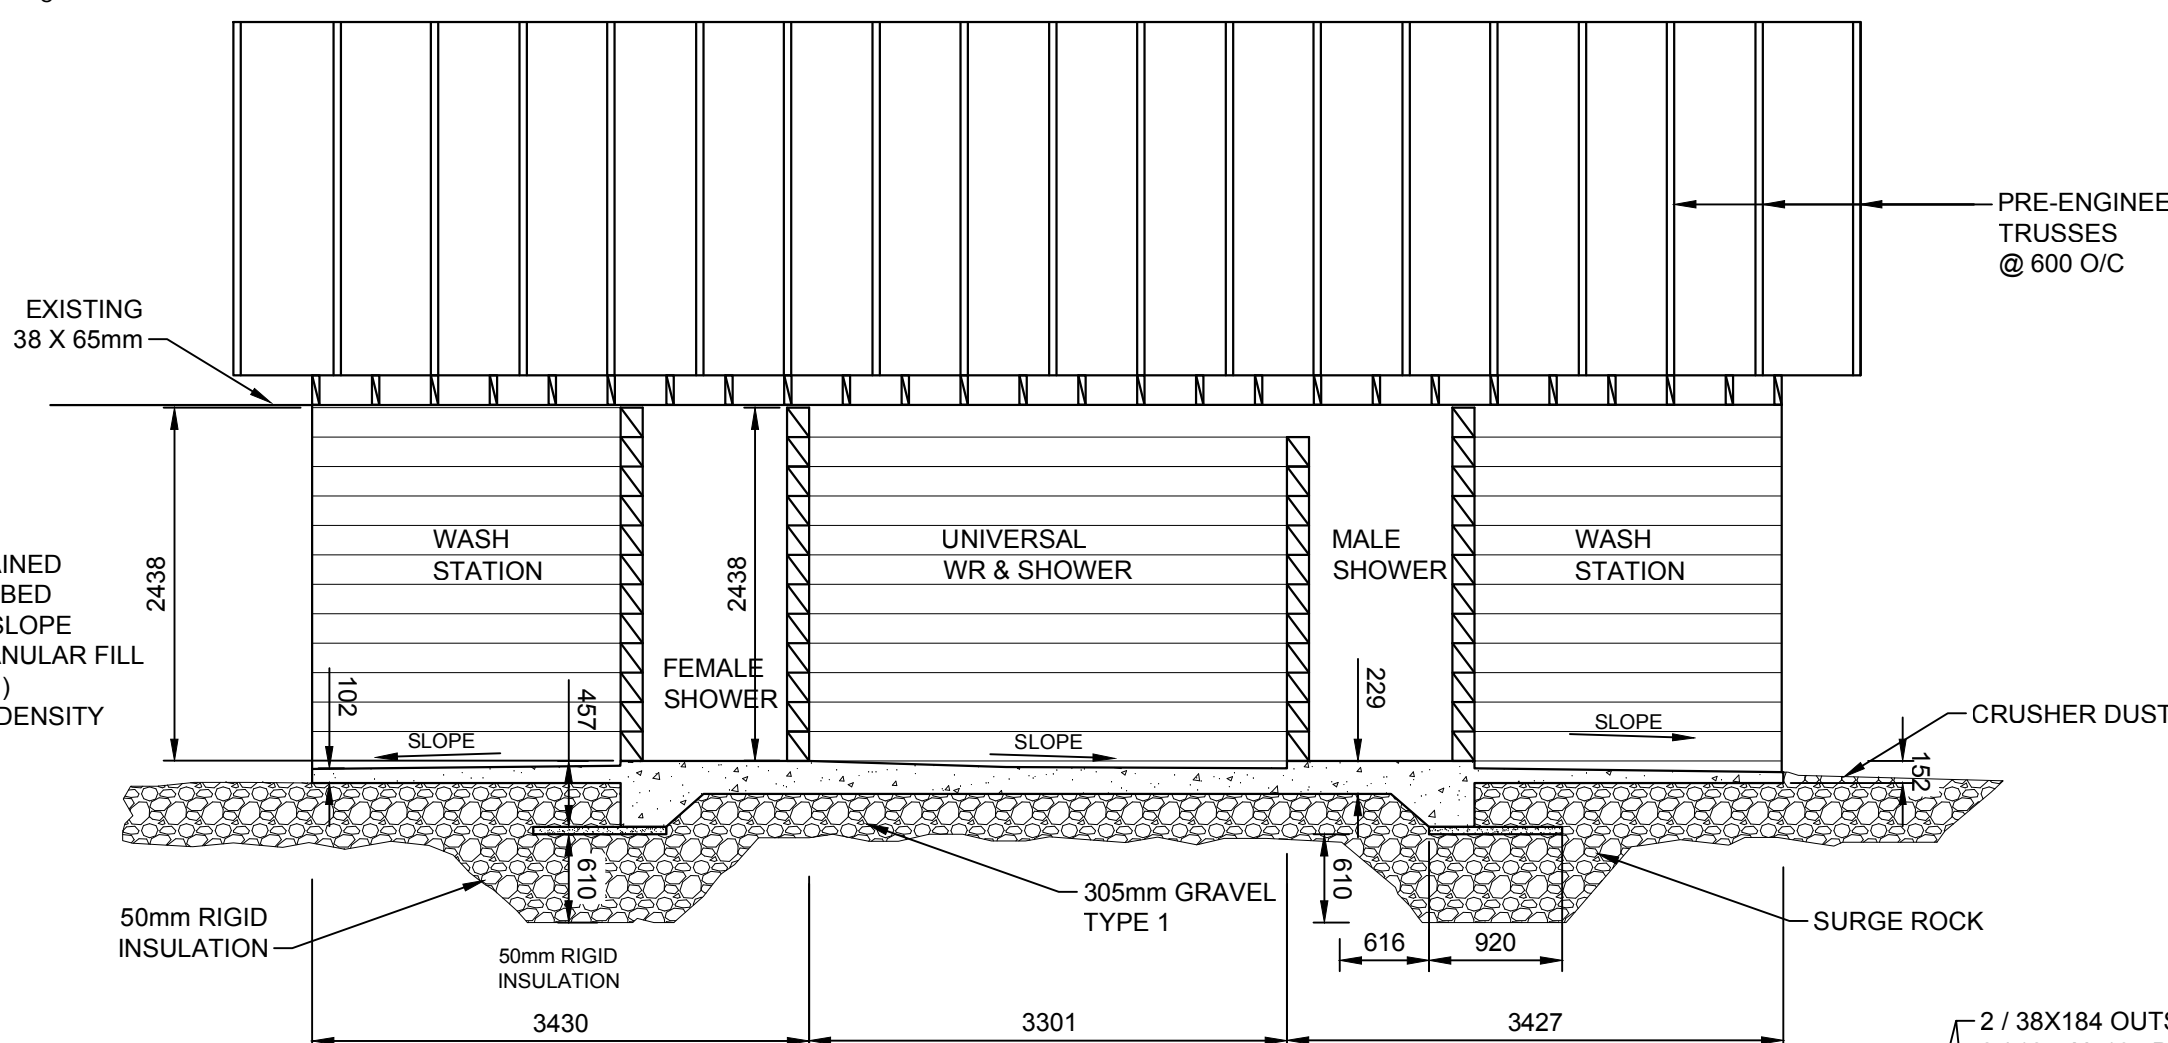 PRE-ENGINEE
TRUSSES
@ 600 O/C
EXISTING
38 X 65mm
2438
2438
WASH
STATION
UNIVERSAL
WR & SHOWER
MALE
SHOWER
WASH
STATION
AINED
BED
SLOPE
ANULAR FILL
)
DENSITY
FEMALE
SHOWER
102
457
229
152
SLOPE
SLOPE
SLOPE
CRUSHER DUST
610
610
305mm GRAVEL
TYPE 1
50mm RIGID
INSULATION
50mm RIGID
INSULATION
SURGE ROCK
616
920
3430
3301
3427
2 / 38X184 OUTS